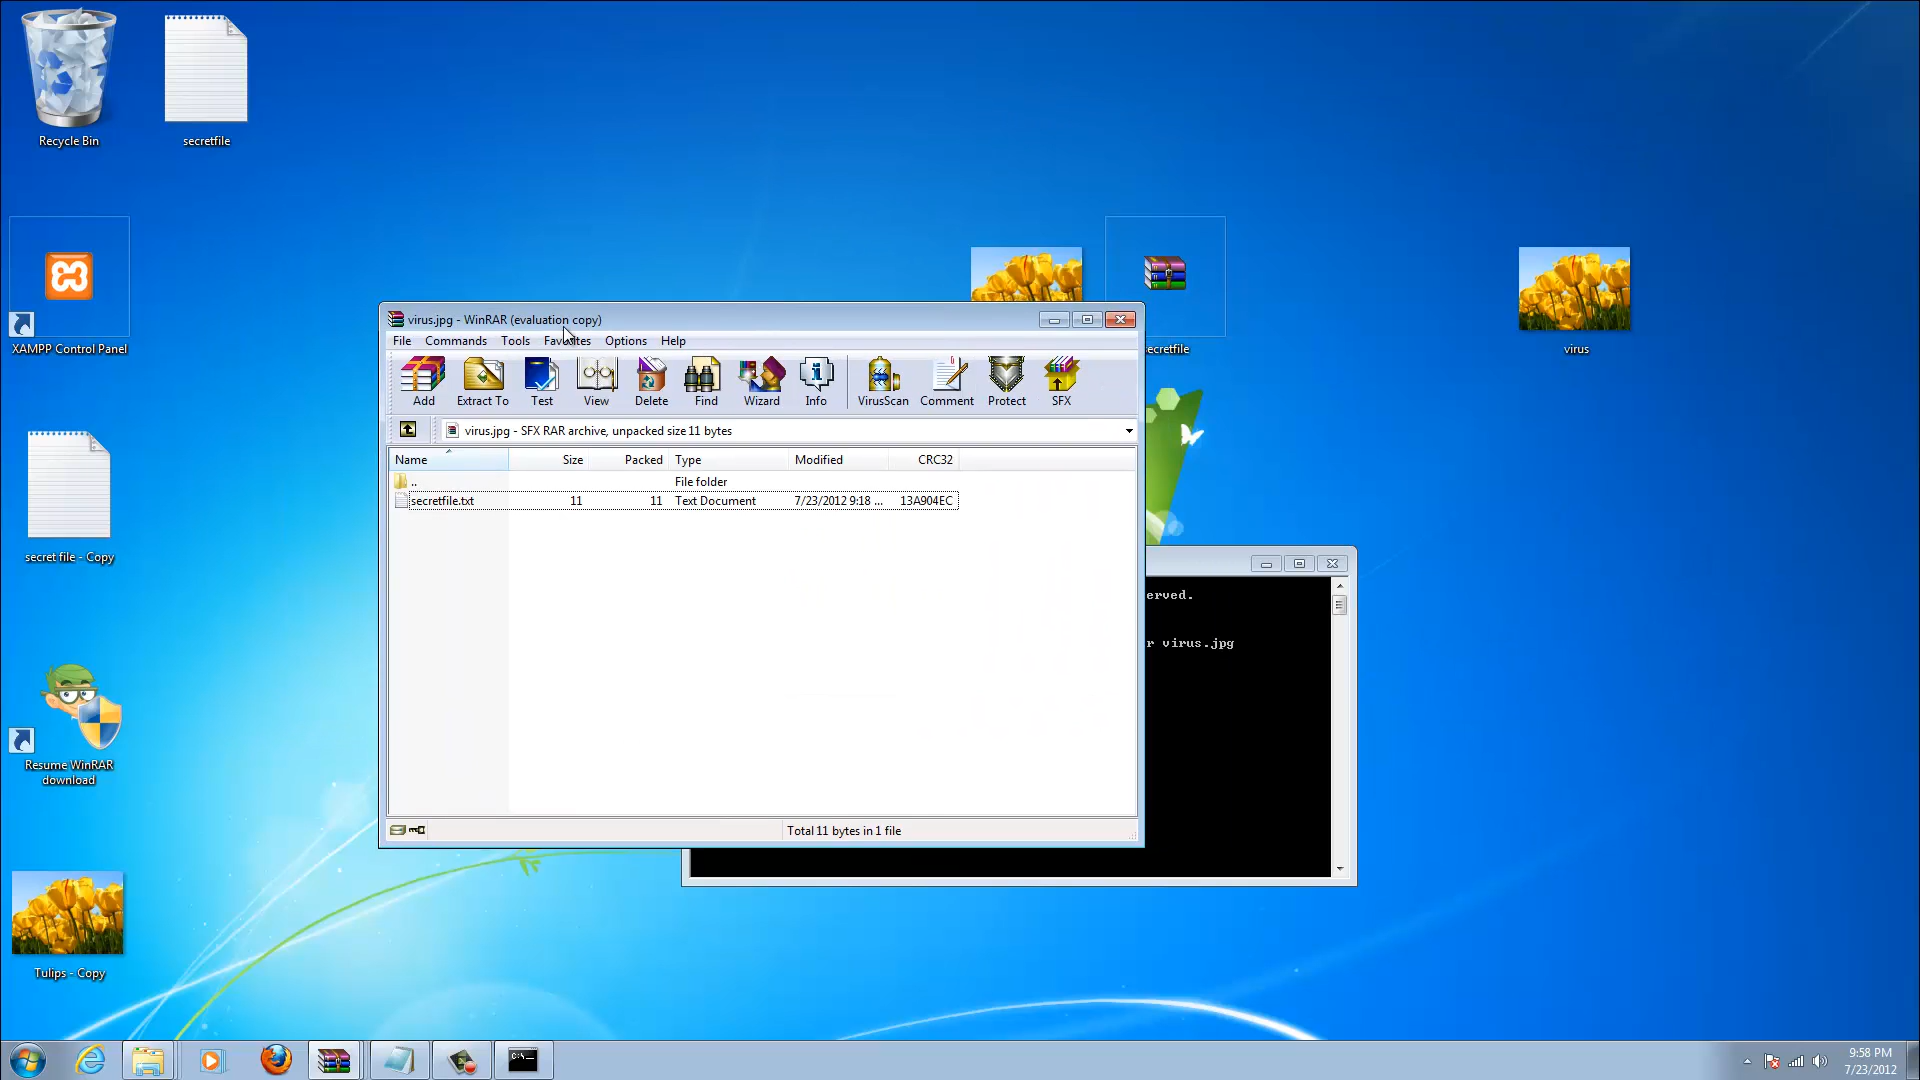 Recycle Bin
secretfile
XAMPP Control Panel
secretfile
virus
secret file - Copy
Resume WinRAR
download
Tulips - Copy
virus.jpg - WinRAR (evaluation copy)
File Commands Tools Favorites Options Help
Add Extract To Test View Delete Find Wizard Info VirusScan Comment Protect SFX
virus.jpg - SFX RAR archive, unpacked size 11 bytes
Name Size Packed Type Modified CRC32
.. File folder
secretfile.txt 11 11 Text Document 7/23/2012 9:18 ... 13A904EC
Total 11 bytes in 1 file
erved.
r virus.jpg
C:\_
9:58 PM
7/23/2012